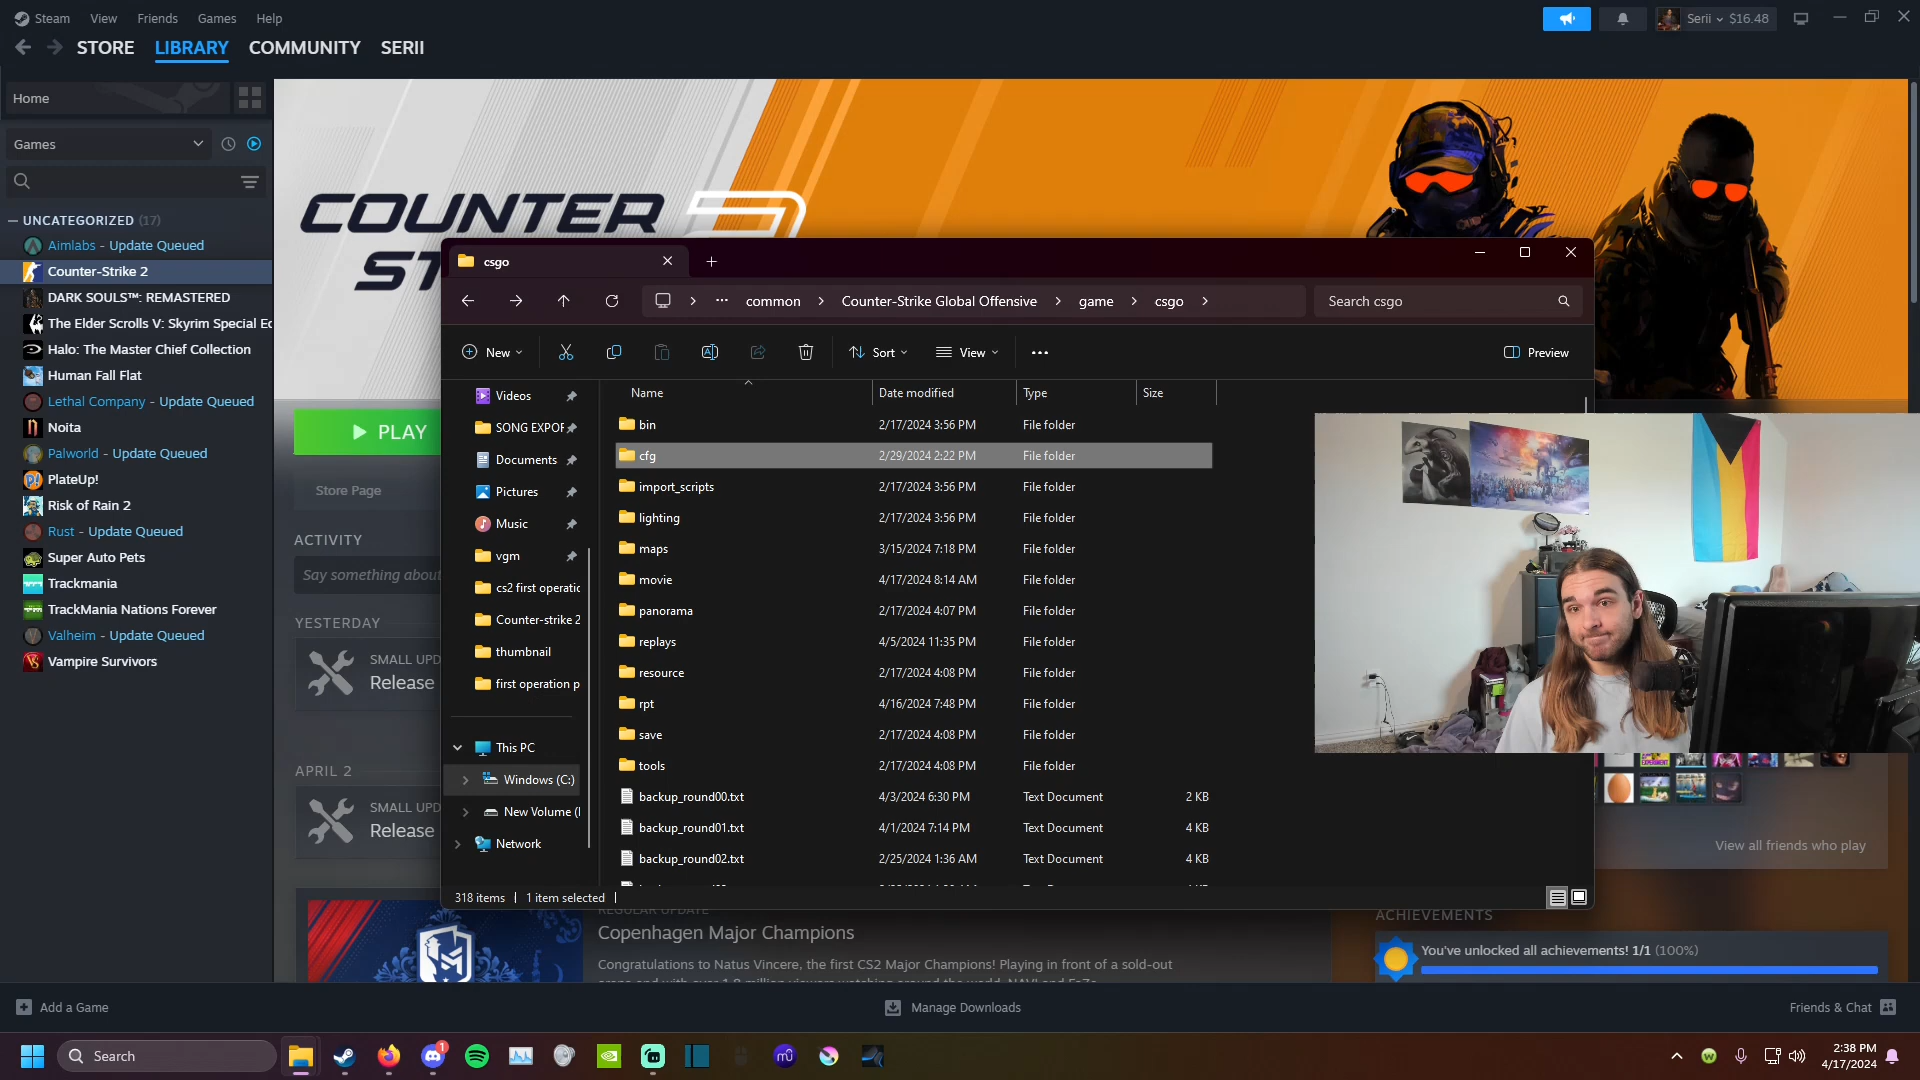 Steam View Friends Games Help
Serii $16.48
STORE LIBRARY COMMUNITY SERII
Home
Games
UNCATEGORIZED (17)
Aimlabs - Update Queued
Counter-Strike 2
DARK SOULS™: REMASTERED
The Elder Scrolls V: Skyrim Special Ec
Halo: The Master Chief Collection
Human Fall Flat
Lethal Company - Update Queued
Noita
Palworld - Update Queued
PlateUp!
Risk of Rain 2
Rust - Update Queued
Super Auto Pets
Trackmania
TrackMania Nations Forever
Valheim - Update Queued
Vampire Survivors
COUNTER
ST
PLAY
Store Page
ACTIVITY
Say something about
YESTERDAY
SMALL UPD
Release
APRIL 2
SMALL UPD
Release
csgo
common Counter-Strike Global Offensive game csgo
Search csgo
New Sort View Preview
Videos
SONG EXPOF
Documents
Pictures
Music
vgm
cs2 first operatic
Counter-strike 2
thumbnail
first operation p
This PC
Windows (C:)
New Volume (
Network
Name Date modified Type Size
bin 2/17/2024 3:56 PM File folder
cfg 2/29/2024 2:22 PM File folder
import_scripts 2/17/2024 3:56 PM File folder
lighting 2/17/2024 3:56 PM File folder
maps 3/15/2024 7:18 PM File folder
movie 4/17/2024 8:14 AM File folder
panorama 2/17/2024 4:07 PM File folder
replays 4/5/2024 11:35 PM File folder
resource 2/17/2024 4:08 PM File folder
rpt 4/16/2024 7:48 PM File folder
save 2/17/2024 4:08 PM File folder
tools 2/17/2024 4:08 PM File folder
backup_round00.txt 4/3/2024 6:30 PM Text Document 2 KB
backup_round01.txt 4/1/2024 7:14 PM Text Document 4 KB
backup_round02.txt 2/25/2024 1:36 AM Text Document 4 KB
318 items 1 item selected
REGULAR UPDATE
Copenhagen Major Champions
Congratulations to Natus Vincere, the first CS2 Major Champions! Playing in front of a sold-out
View all friends who play
ACHIEVEMENTS
You've unlocked all achievements! 1/1 (100%)
Add a Game
Manage Downloads
Friends & Chat
Search
1
2:38 PM
4/17/2024